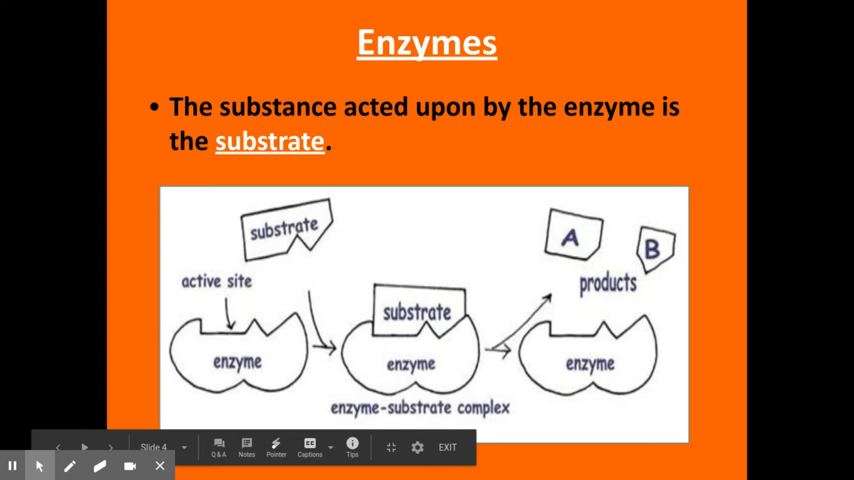 Enzymes
• The substance acted upon by the enzyme is
the substrate.
substrate
A
B
products
active site
substrate
enzyme
enzyme
enzyme
enzyme-substrate complex
Slide 4
Q & A
Notes
Pointer
Captions
Tips
EXIT